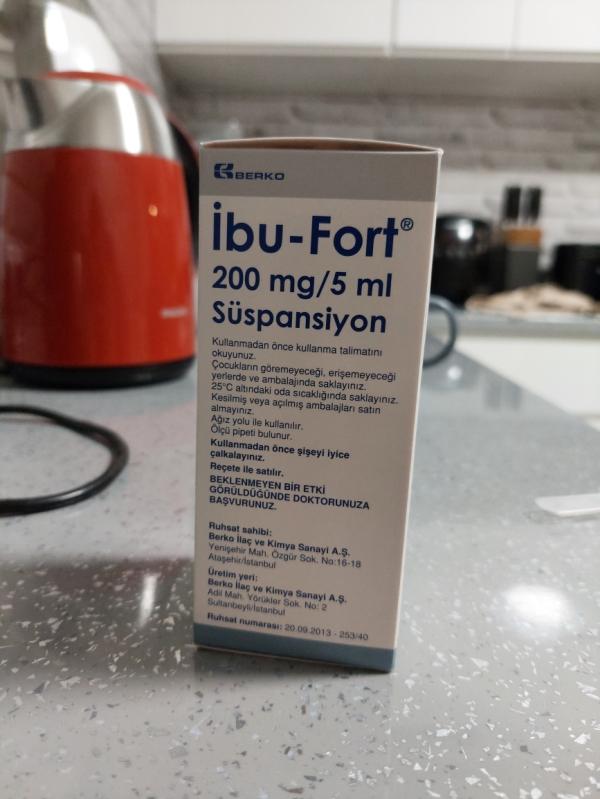 BERKO
İbu-Fort®
200 mg/5 ml
Süspansiyon
Kullanmadan önce kullanma talimatını
okuyunuz.
Çocukların göremeyeceği, erişemeyeceği
yerlerde ve ambalajında saklayınız.
25°C altındaki oda sıcaklığında saklayınız.
Kesilmiş veya açılmış ambalajları satın
almayınız.
Ağız yolu ile kullanılır.
Ölçü pipeti bulunur.
Kullanmadan önce şişeyi iyice
çalkalayınız.
Reçete ile satılır.
BEKLENMEYEN BİR ETKİ
GÖRÜLDÜĞÜNDE DOKTORUNUZA
BAŞVURUNUZ.
Ruhsat sahibi:
Berko İlaç ve Kimya Sanayi A.Ş.
Yenişehir Mah. Özgür Sok. No:16-18
Ataşehir/İstanbul
Üretim yeri:
Berko İlaç ve Kimya Sanayi A.Ş.
Adil Mah. Yörükler Sok. No: 2
Sultanbeyli/İstanbul
Ruhsat numarası: 20.09.2013 - 253/40